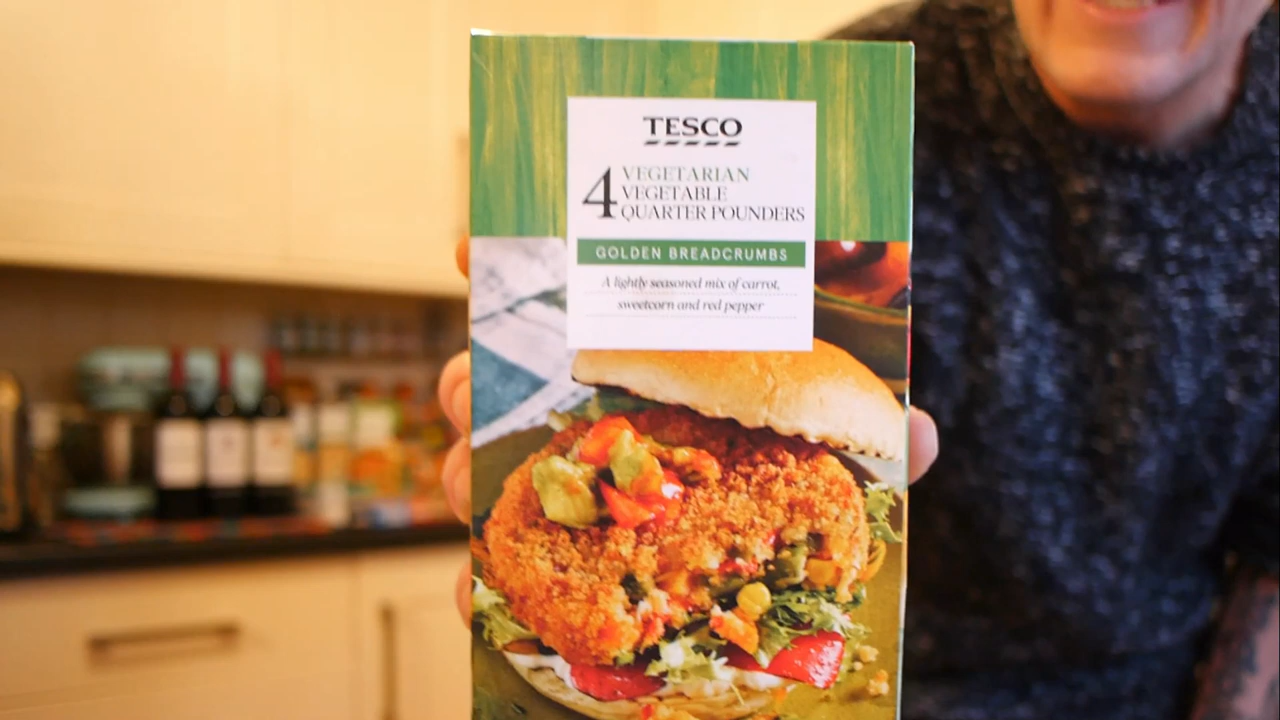 TESCO
4 VEGETARIAN
VEGETABLE
QUARTER POUNDERS
GOLDEN BREADCRUMBS
A lightly seasoned mix of carrot,
sweetcorn and red pepper